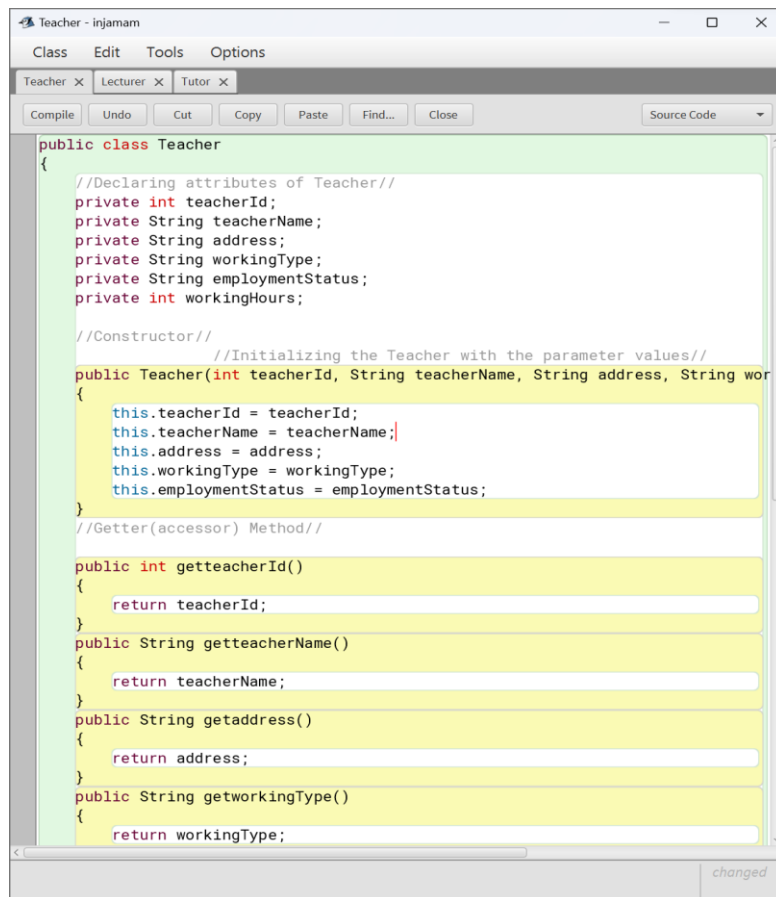 Teacher - injamam
Class Edit Tools Options
Teacher Lecturer Tutor
Compile Undo Cut Copy Paste Find... Close Source Code
public class Teacher
{
//Declaring attributes of Teacher//
private int teacherId;
private String teacherName;
private String address;
private String workingType;
private String employmentStatus;
private int workingHours;
//Constructor//
//Initializing the Teacher with the parameter values//
public Teacher(int teacherId, String teacherName, String address, String wor
{
this.teacherId = teacherId;
this.teacherName = teacherName;
this.address = address;
this.workingType = workingType;
this.employmentStatus = employmentStatus;
}
//Getter(accessor) Method//
public int getteacherId()
{
return teacherId;
}
public String getteacherName()
{
return teacherName;
}
public String getaddress()
{
return address;
}
public String getworkingType()
{
return workingType;
changed